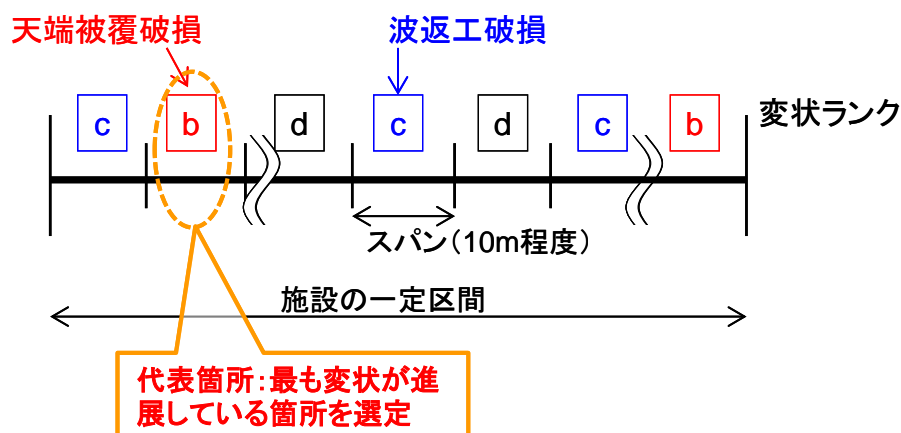 天端被覆破損
波返工破損
c
b
d
c
d
c
b
変状ランク
スパン（10m程度）
施設の一定区間
代表箇所：最も変状が進
展している箇所を選定